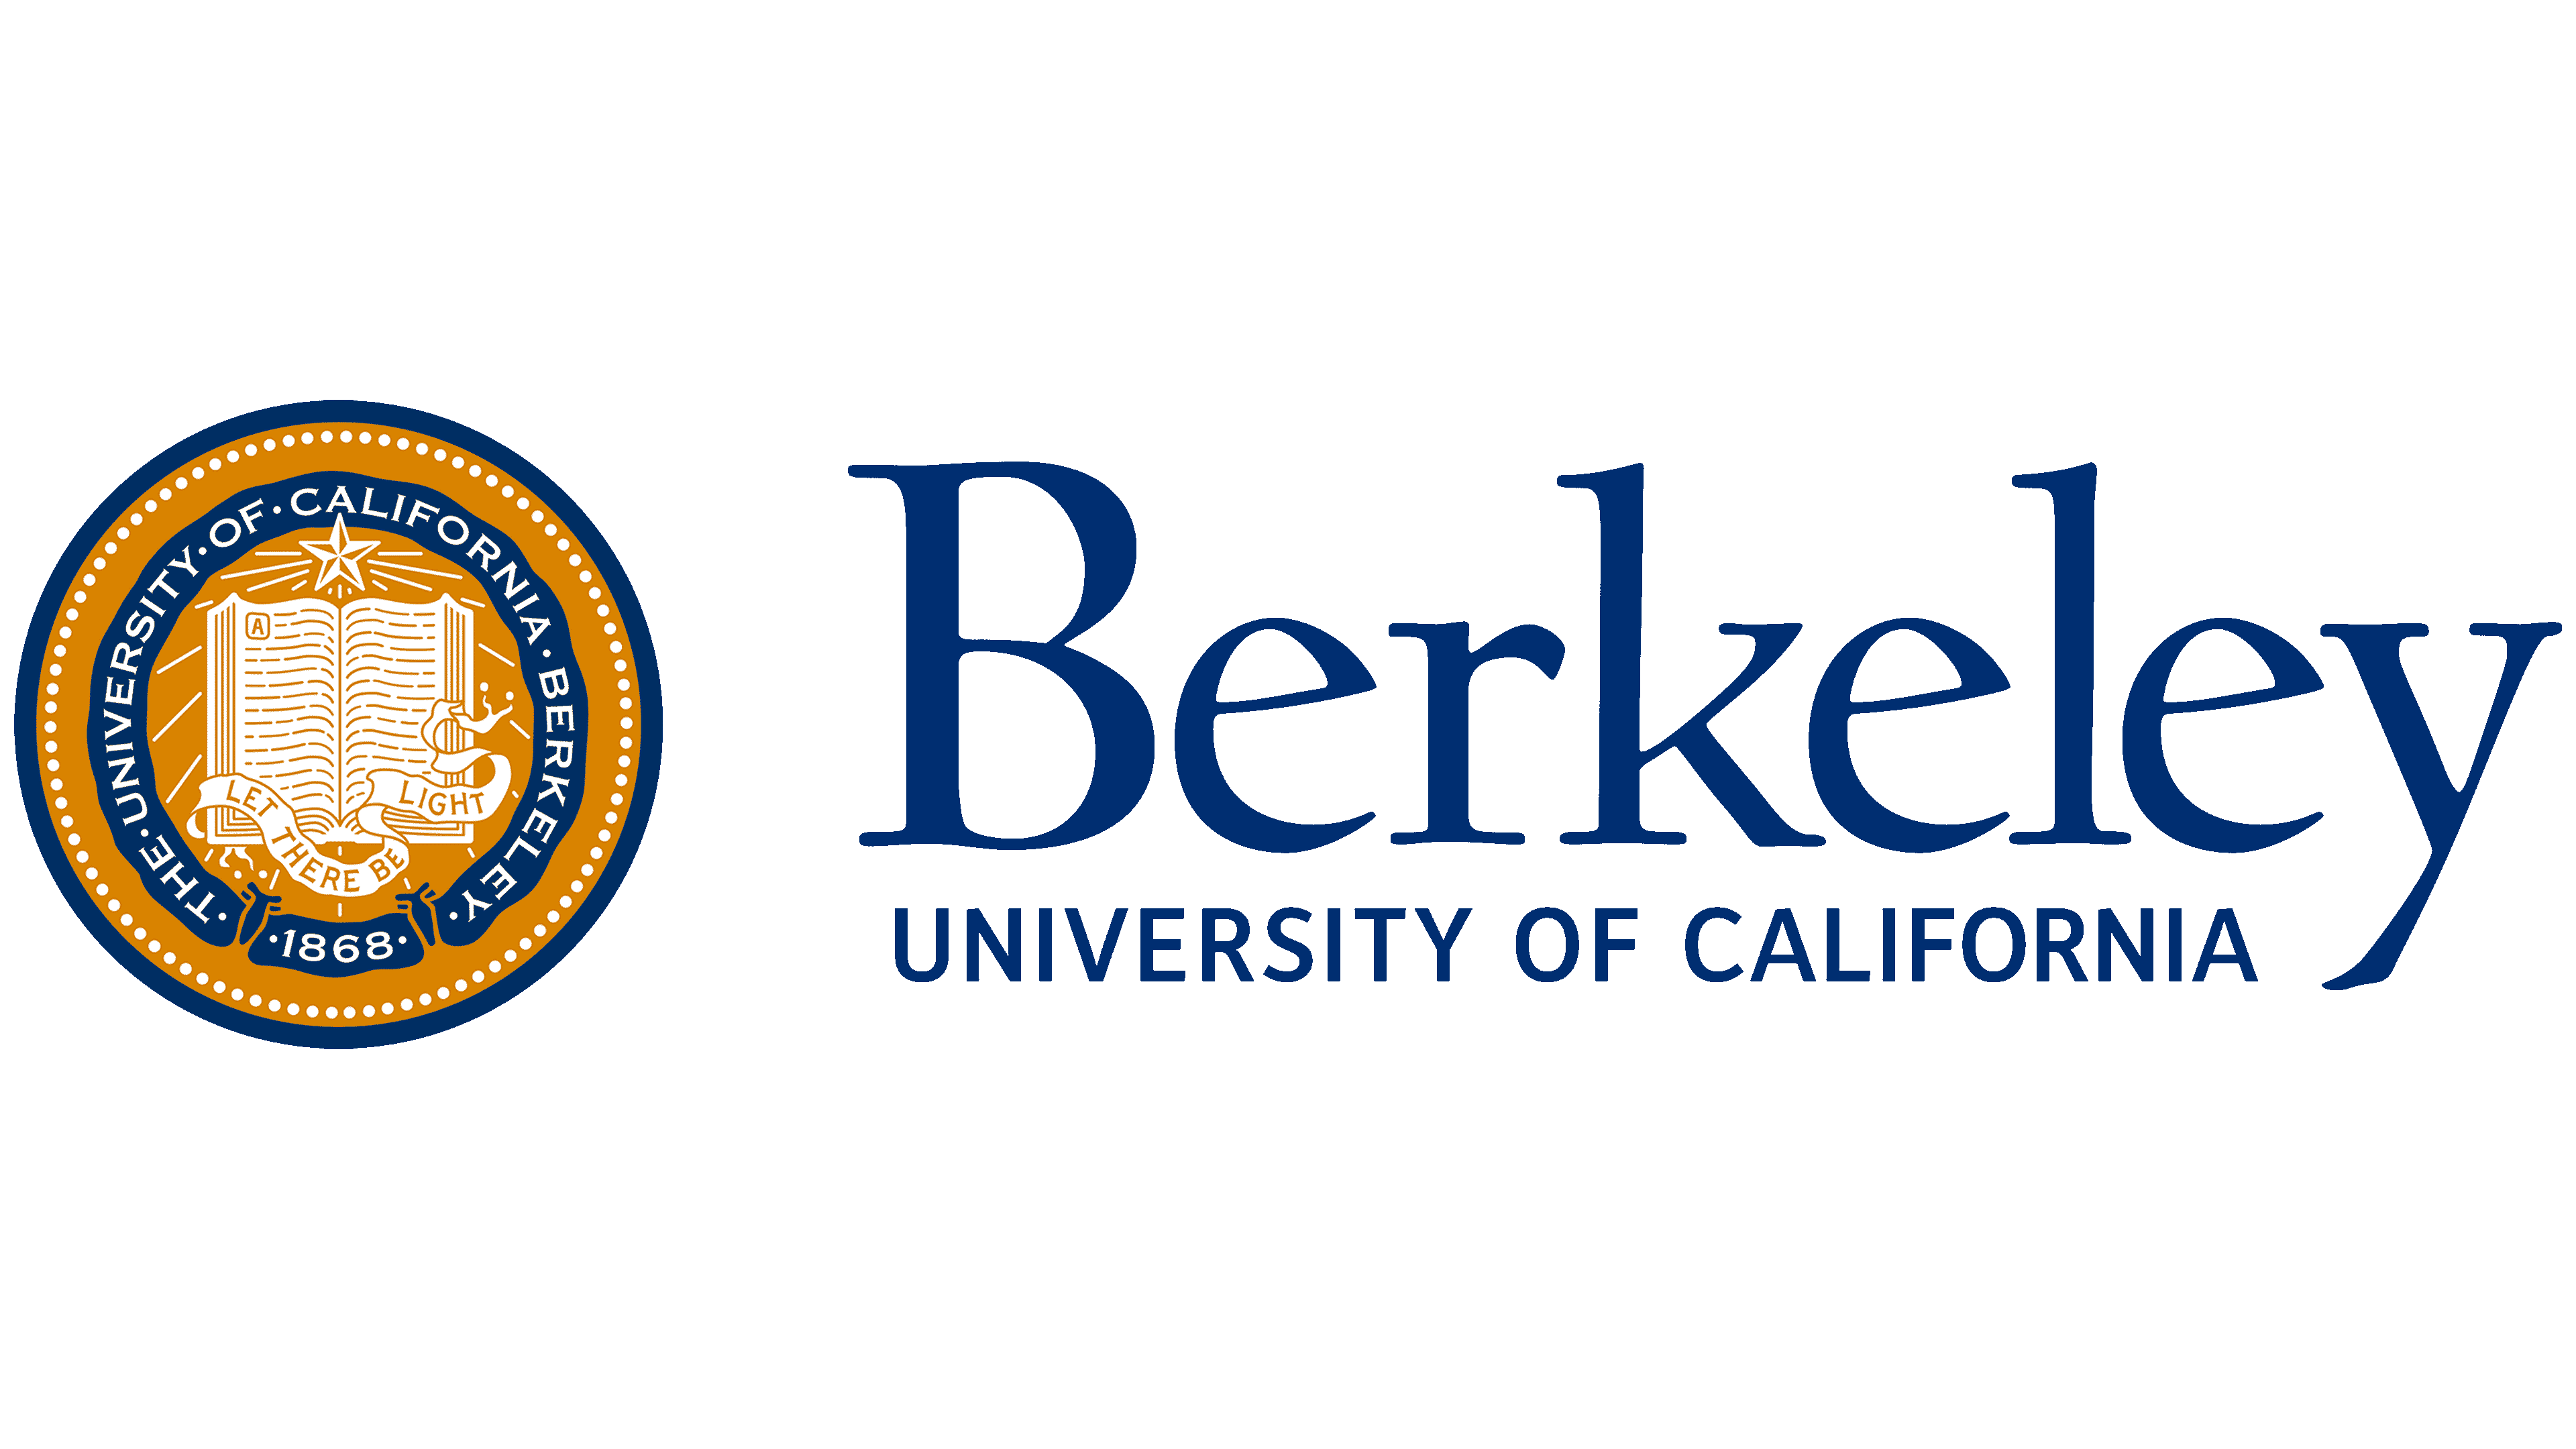 THE·UNIVERSITY·OF·CALIFORNIA·BERKELEY·
A
LET THERE BE LIGHT
·1868·
Berkeley
UNIVERSITY OF CALIFORNIA